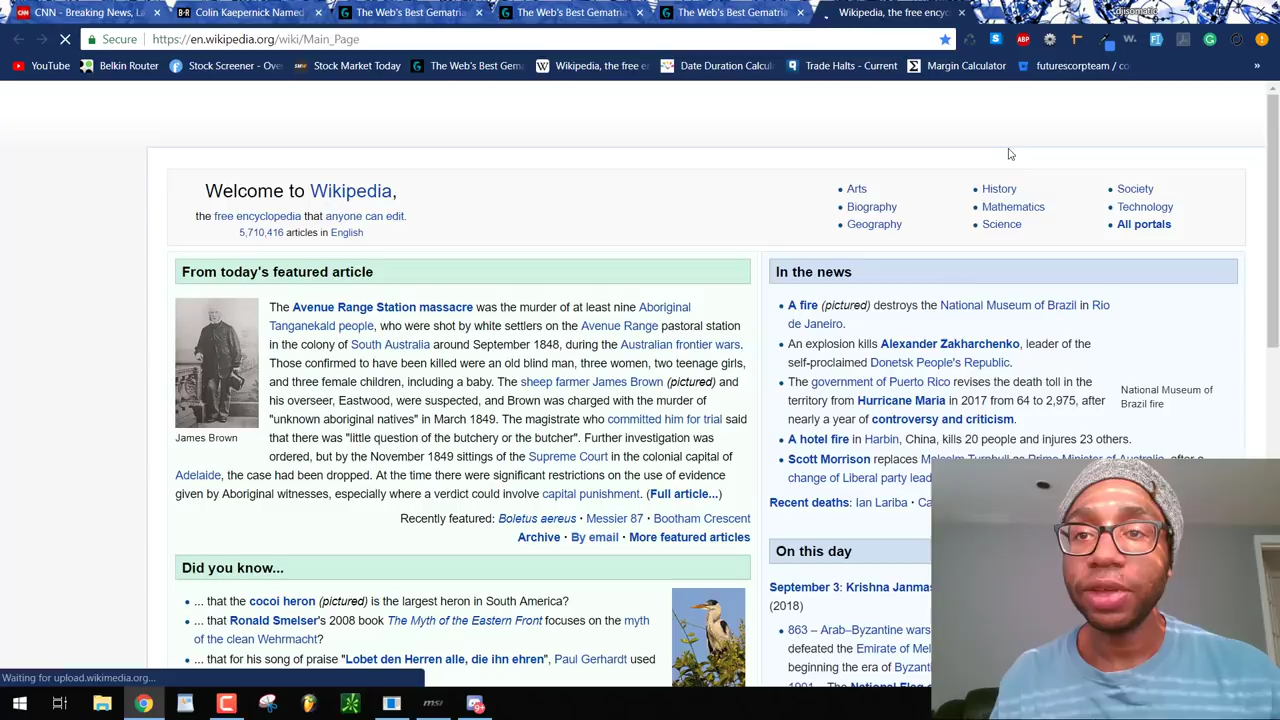 CNN - Breaking News, La
Colin Kaepernick Named
The Web's Best Gematria
The Web's Best Gematria
The Web's Best Gematria
Wikipedia, the free ency
djisomatic
Secure
https://en.wikipedia.org/wiki/Main_Page
YouTube
Belkin Router
Stock Screener - Ove
Stock Market Today
The Web's Best Gema
Wikipedia, the free e
Date Duration Calcul
Trade Halts - Current
Margin Calculator
futurescorpteam / co
Welcome to Wikipedia,
the free encyclopedia that anyone can edit.
5,710,416 articles in English
Arts
Biography
Geography
History
Mathematics
Science
Society
Technology
All portals
From today's featured article
The Avenue Range Station massacre was the murder of at least nine Aboriginal
Tanganekald people, who were shot by white settlers on the Avenue Range pastoral station
in the colony of South Australia around September 1848, during the Australian frontier wars.
Those confirmed to have been killed were an old blind man, three women, two teenage girls,
and three female children, including a baby. The sheep farmer James Brown (pictured) and
his overseer, Eastwood, were suspected, and Brown was charged with the murder of
"unknown aboriginal natives" in March 1849. The magistrate who committed him for trial said
James Brown
that there was "little question of the butchery or the butcher". Further investigation was
ordered, but by the November 1849 sittings of the Supreme Court in the colonial capital of
Adelaide, the case had been dropped. At the time there were significant restrictions on the use of evidence
given by Aboriginal witnesses, especially where a verdict could involve capital punishment. (Full article...)
Recently featured: Boletus aereus · Messier 87 · Bootham Crescent
Archive · By email · More featured articles
Did you know...
... that the cocoi heron (pictured) is the largest heron in South America?
... that Ronald Smelser's 2008 book The Myth of the Eastern Front focuses on the myth
of the clean Wehrmacht?
... that for his song of praise "Lobet den Herren alle, die ihn ehren", Paul Gerhardt used
In the news
A fire (pictured) destroys the National Museum of Brazil in Rio
de Janeiro.
An explosion kills Alexander Zakharchenko, leader of the
self-proclaimed Donetsk People's Republic.
The government of Puerto Rico revises the death toll in the
territory from Hurricane Maria in 2017 from 64 to 2,975, after
nearly a year of controversy and criticism.
National Museum of
Brazil fire
A hotel fire in Harbin, China, kills 20 people and injures 23 others.
Scott Morrison replaces Malcolm Turnbull as Prime Minister of Australia, after a
change of Liberal party lead
Recent deaths: Ian Lariba · Ca
On this day
September 3: Krishna Janmas
(2018)
863 – Arab–Byzantine wars
defeated the Emirate of Mel
beginning the era of Byzant
1901 – The National Flag o
Waiting for upload.wikimedia.org...
msi